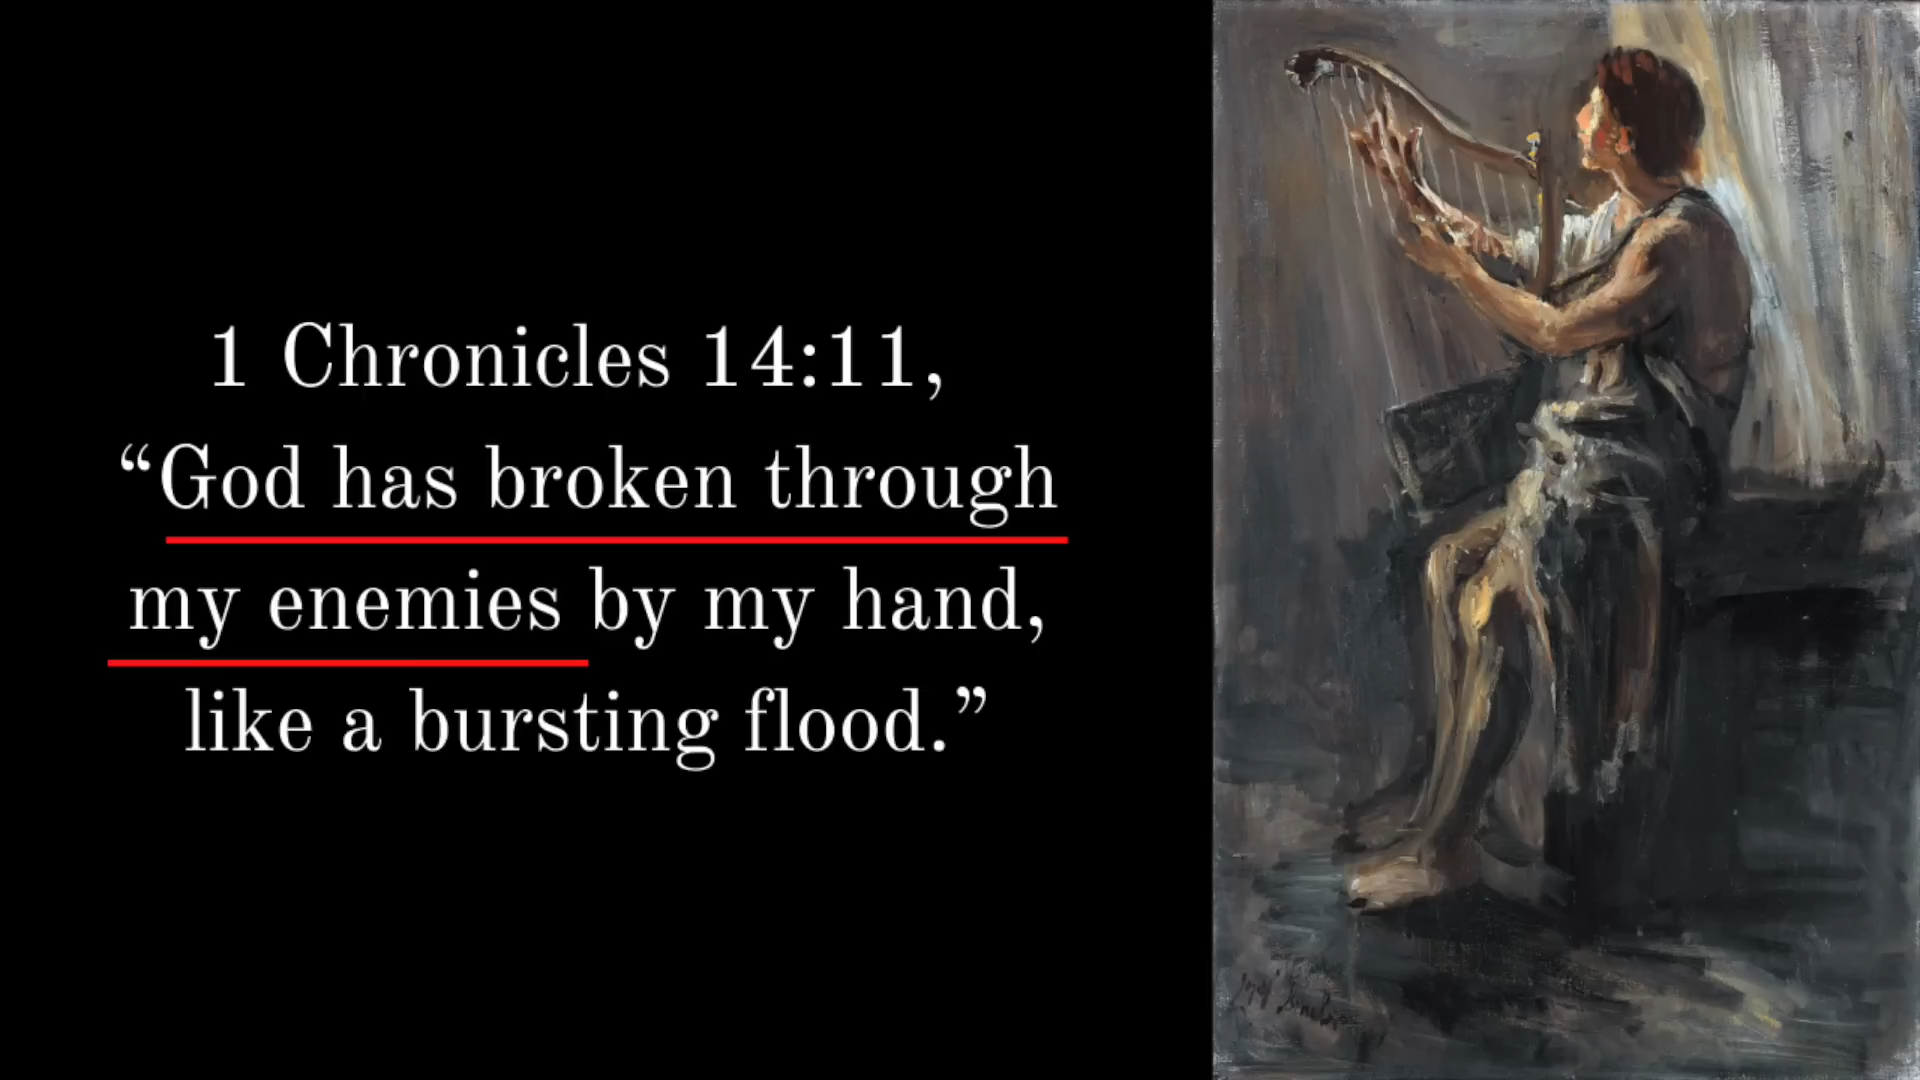 1 Chronicles 14:11,
“God has broken through
my enemies by my hand,
like a bursting flood.”